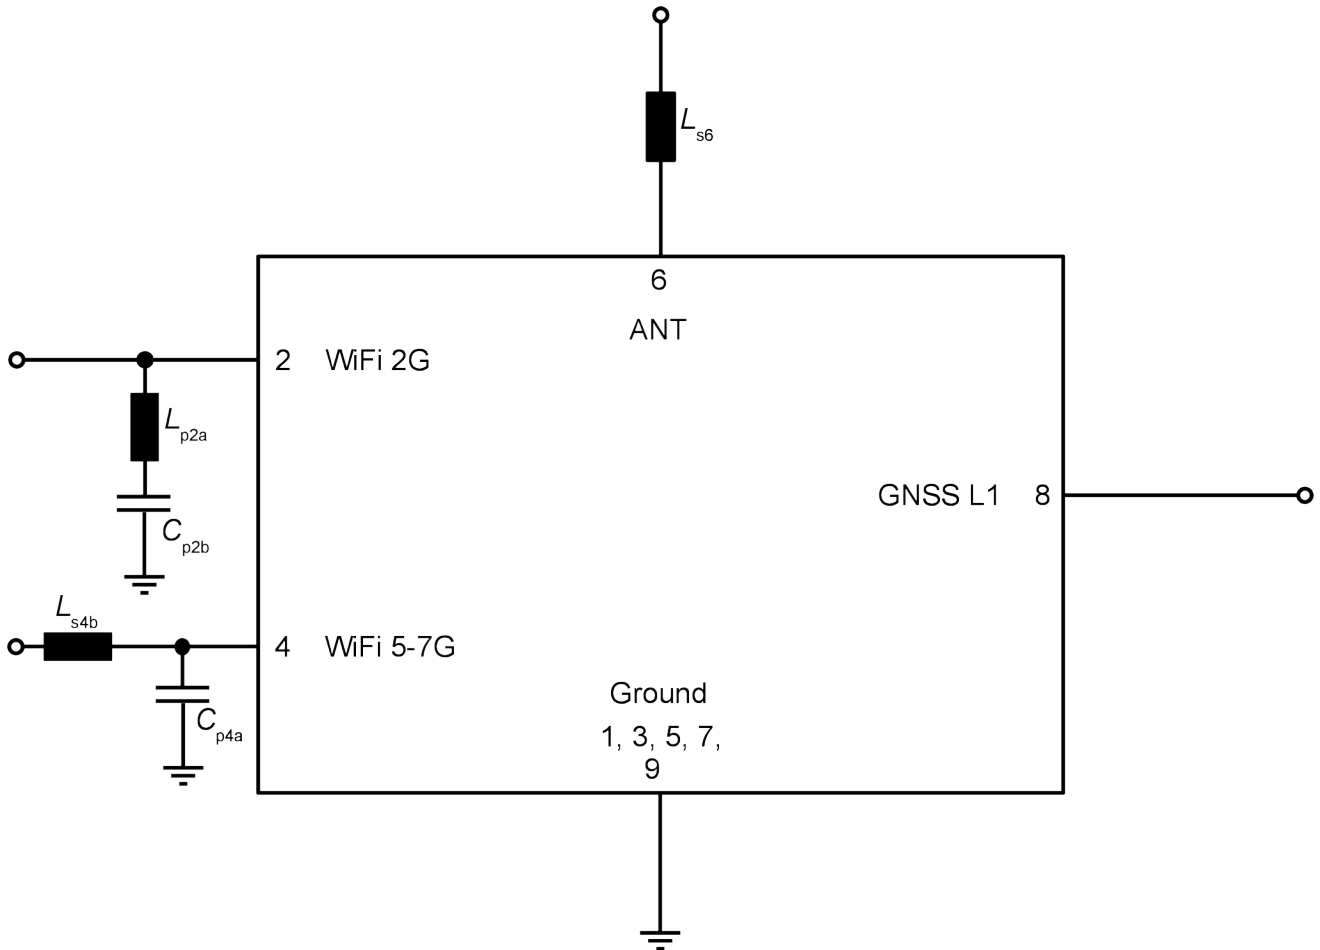 Ls6
6
ANT
2 WiFi 2G
Lp2a
GNSS L1 8
Cp2b
Ls4b
4 WiFi 5-7G
Ground
Cp4a
1, 3, 5, 7,
9